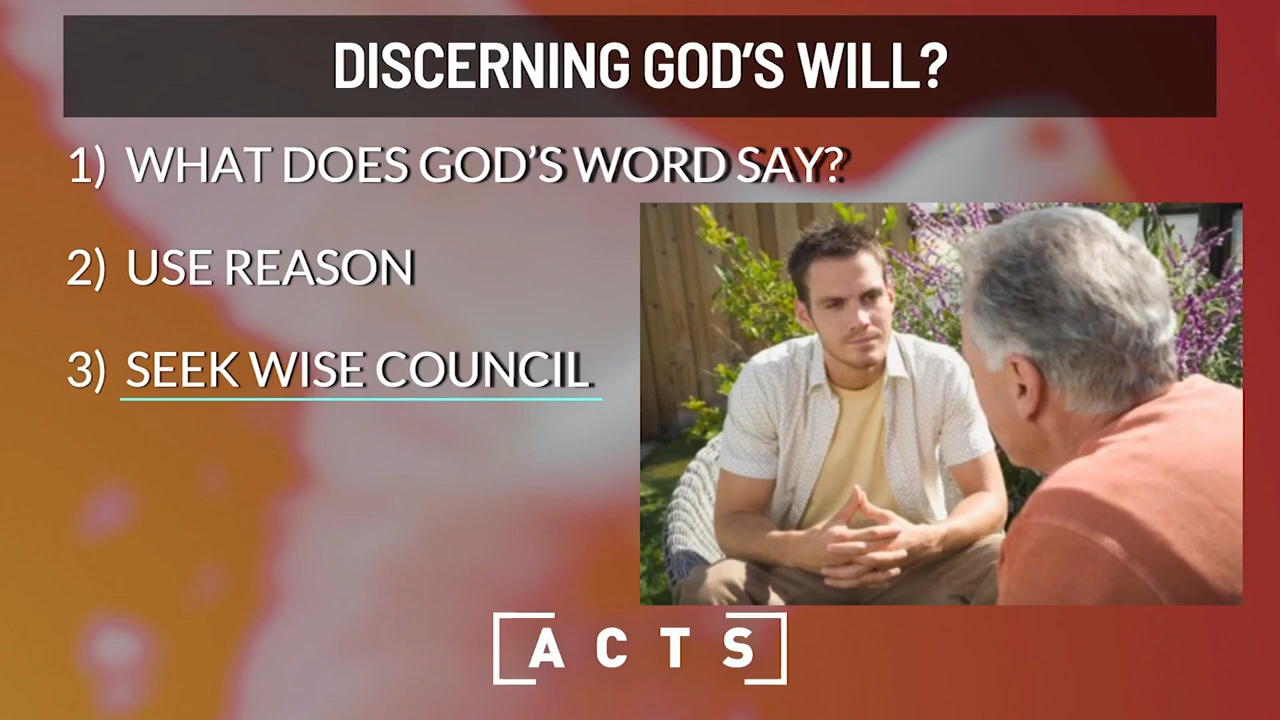 DISCERNING GOD'S WILL?
1) WHAT DOES GOD'S WORD SAY?
2) USE REASON
3) SEEK WISE COUNCIL
ACTS